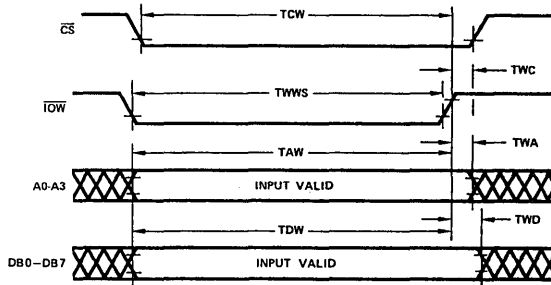 TCW
CS
TWC
TWWS
IOW
TAW
TWA
A0-A3
INPUT VALID
TWD
TDW
DB0–DB7
INPUT VALID